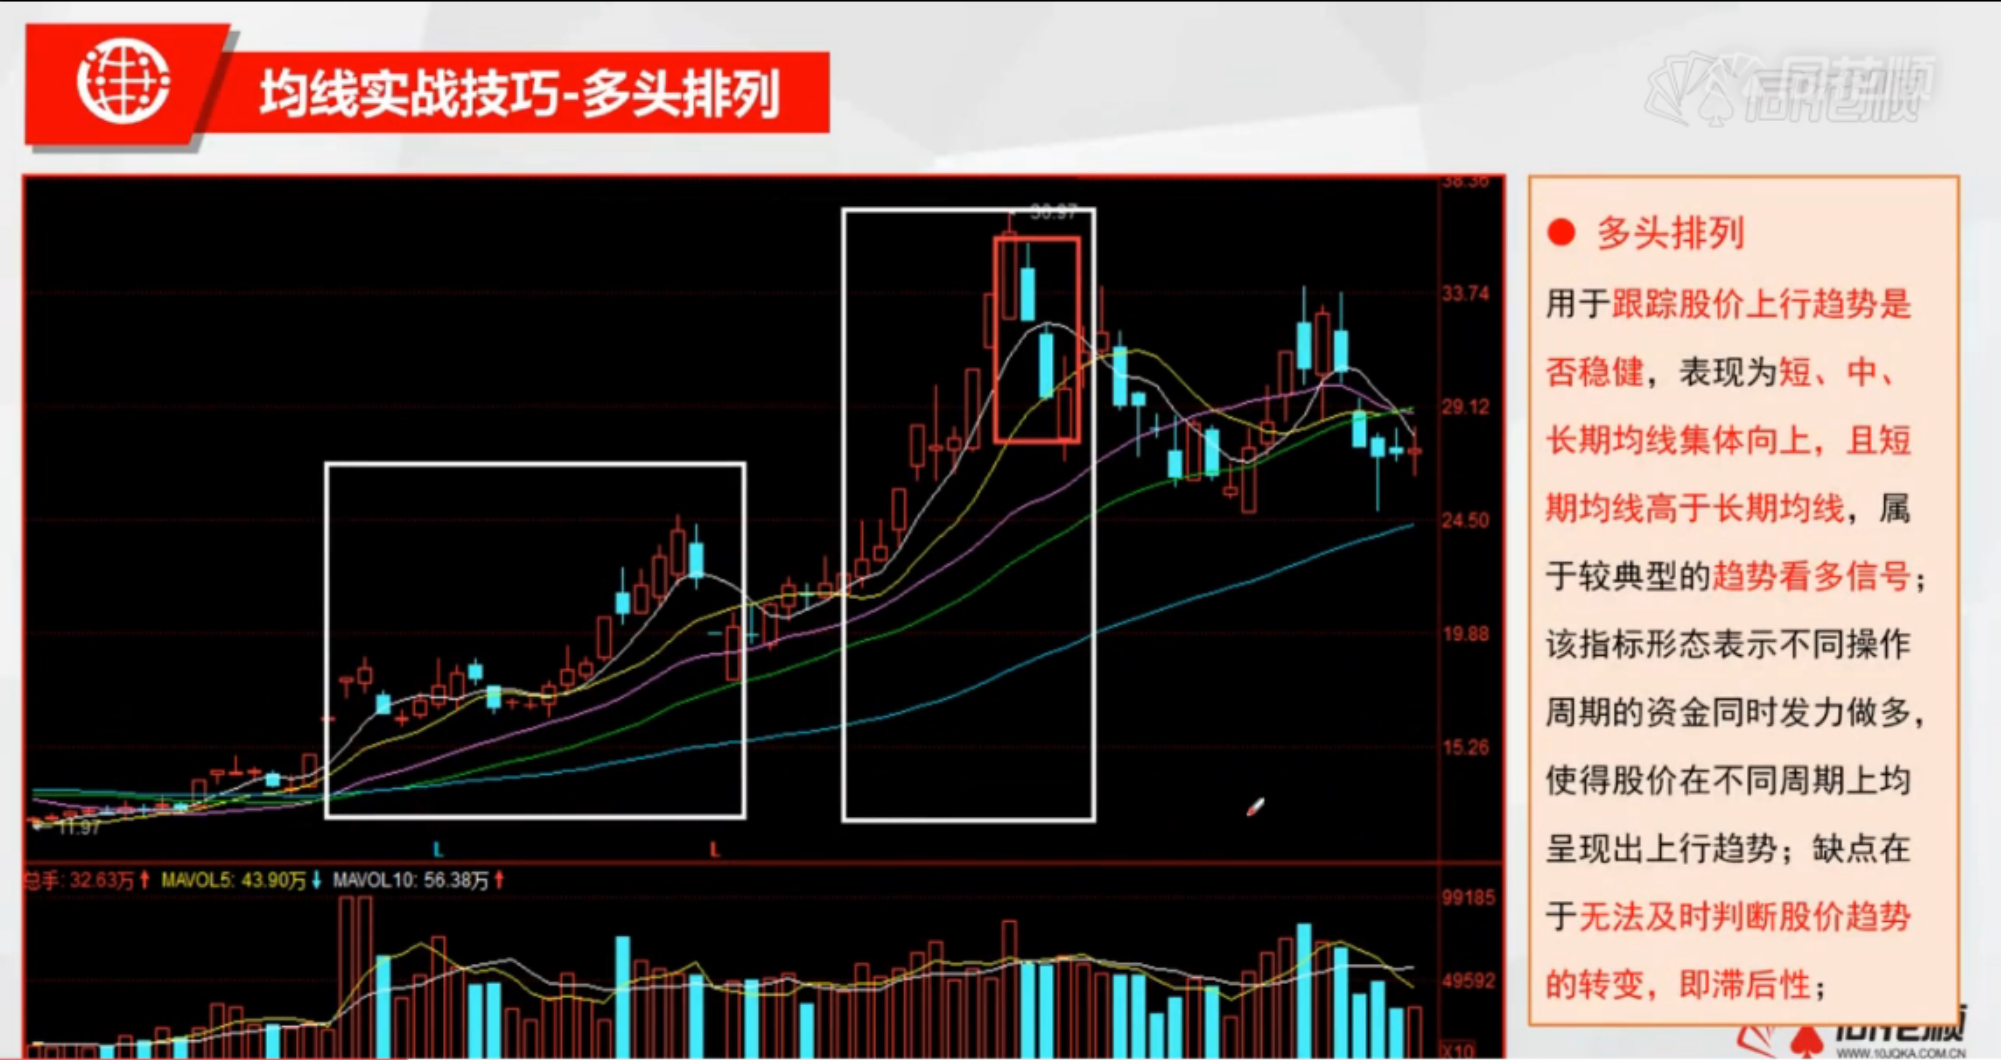 均线实战技巧-多头排列
同花顺
38.36
36.97
33.74
29.12
24.50
19.88
15.26
11.97
L
L
总手: 32.63万↑ MAVOL5: 43.90万↓ MAVOL10: 56.38万↑
99185
49592
X10
● 多头排列
用于跟踪股价上行趋势是
否稳健，表现为短、中、
长期均线集体向上，且短
期均线高于长期均线，属
于较典型的趋势看多信号；
该指标形态表示不同操作
周期的资金同时发力做多，
使得股价在不同周期上均
呈现出上行趋势；缺点在
于无法及时判断股价趋势
的转变，即滞后性；
同花顺
WWW.10JQKA.COM.CN